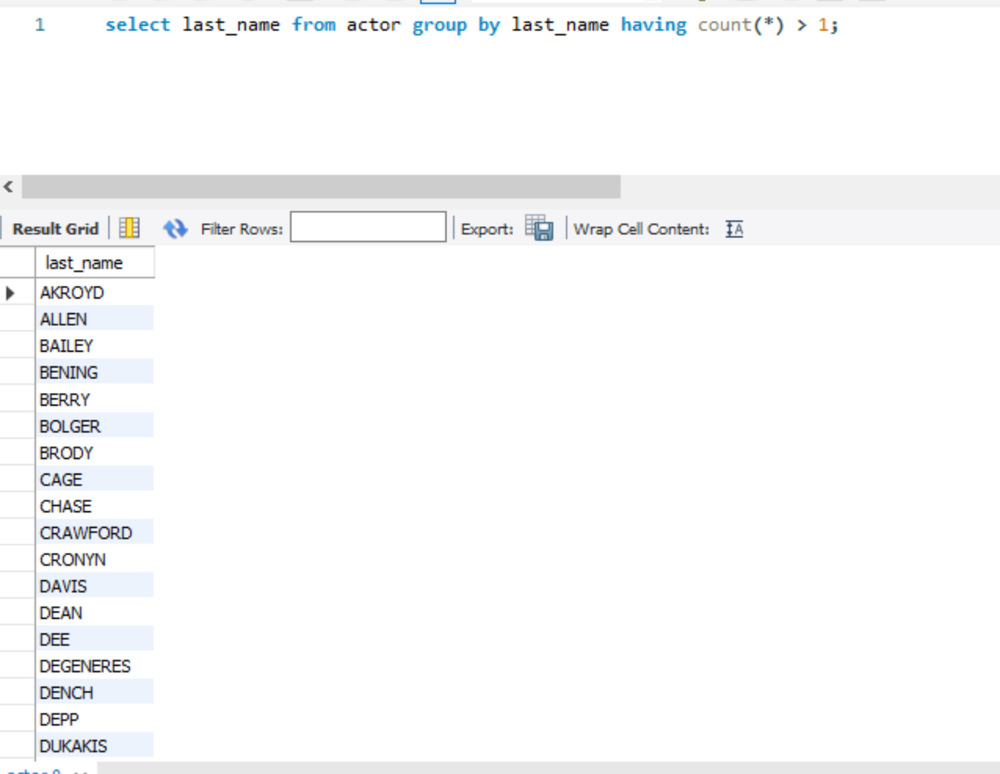 1 select last_name from actor group by last_name having count(*) > 1;
Result Grid Filter Rows: Export: Wrap Cell Content:
last_name
AKROYD
ALLEN
BAILEY
BENING
BERRY
BOLGER
BRODY
CAGE
CHASE
CRAWFORD
CRONYN
DAVIS
DEAN
DEE
DEGENERES
DENCH
DEPP
DUKAKIS